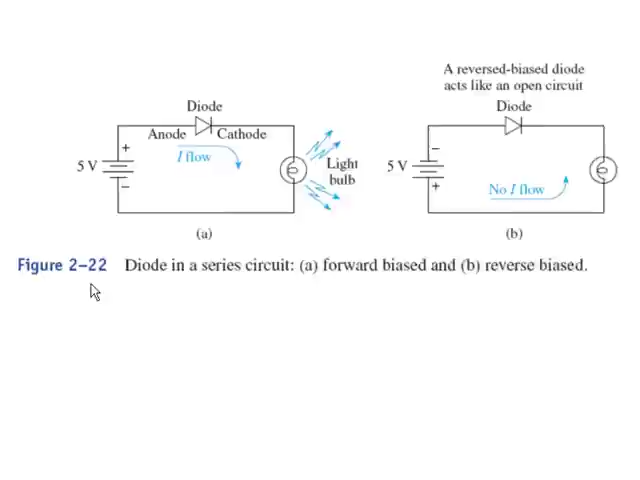 A reversed-biased diode
acts like an open circuit
Diode
Anode
Cathode
+
I flow
5 V
–
Light
bulb
(a)
Diode
–
5 V
+
No I flow
(b)
Figure 2–22 Diode in a series circuit: (a) forward biased and (b) reverse biased.